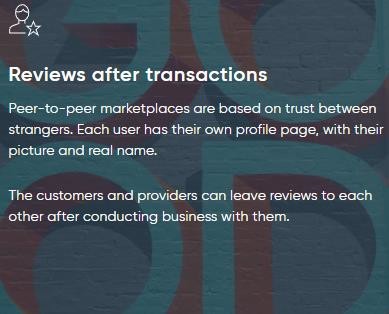 Reviews after transactions
Peer-to-peer marketplaces are based on trust between
strangers. Each user has their own profile page, with their
picture and real name.
The customers and providers can leave reviews to each
other after conducting business with them.